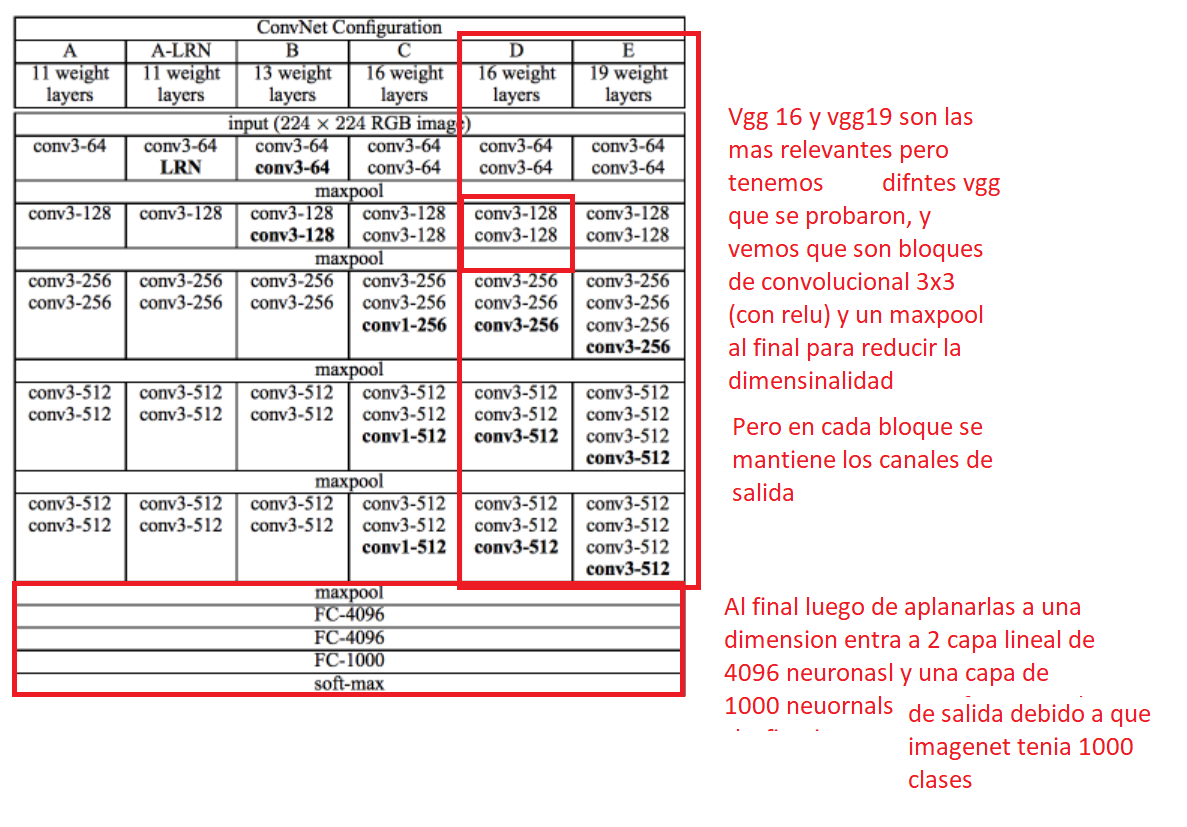 ConvNet Configuration
A A-LRN B C D E
11 weight layers 11 weight layers 13 weight layers 16 weight layers 16 weight layers 19 weight layers
input (224 × 224 RGB image)
conv3-64 conv3-64 conv3-64 conv3-64 conv3-64 conv3-64
LRN conv3-64 conv3-64 conv3-64 conv3-64
maxpool
conv3-128 conv3-128 conv3-128 conv3-128 conv3-128 conv3-128
conv3-128 conv3-128 conv3-128 conv3-128
maxpool
conv3-256 conv3-256 conv3-256 conv3-256 conv3-256 conv3-256
conv3-256 conv3-256 conv3-256 conv3-256 conv3-256 conv3-256
conv1-256 conv3-256 conv3-256
conv3-256
maxpool
conv3-512 conv3-512 conv3-512 conv3-512 conv3-512 conv3-512
conv3-512 conv3-512 conv3-512 conv3-512 conv3-512 conv3-512
conv1-512 conv3-512 conv3-512
conv3-512
maxpool
conv3-512 conv3-512 conv3-512 conv3-512 conv3-512 conv3-512
conv3-512 conv3-512 conv3-512 conv3-512 conv3-512 conv3-512
conv1-512 conv3-512 conv3-512
conv3-512
maxpool
FC-4096
FC-4096
FC-1000
soft-max
Vgg 16 y vgg19 son las
mas relevantes pero
tenemos difntes vgg
que se probaron, y
vemos que son bloques
de convolucional 3x3
(con relu) y un maxpool
al final para reducir la
dimensinalidad
Pero en cada bloque se
mantiene los canales de
salida
Al final luego de aplanarlas a una
dimension entra a 2 capa lineal de
4096 neuronasl y una capa de
1000 neuornals
de salida debido a que
imagenet tenia 1000
clases